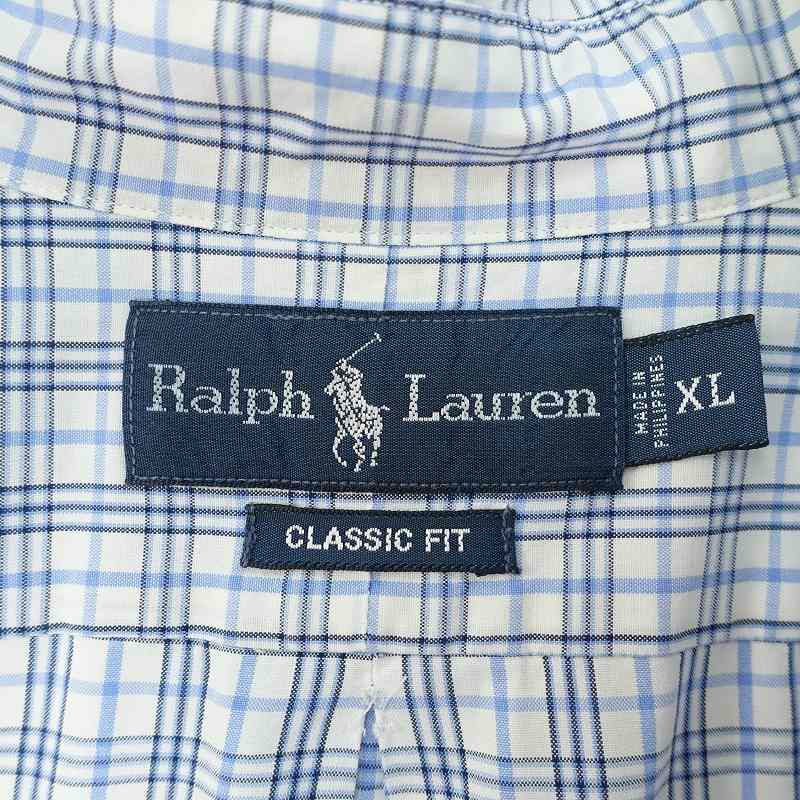 Ralph Lauren
MADE IN
PHILIPPINES
XL
CLASSIC FIT